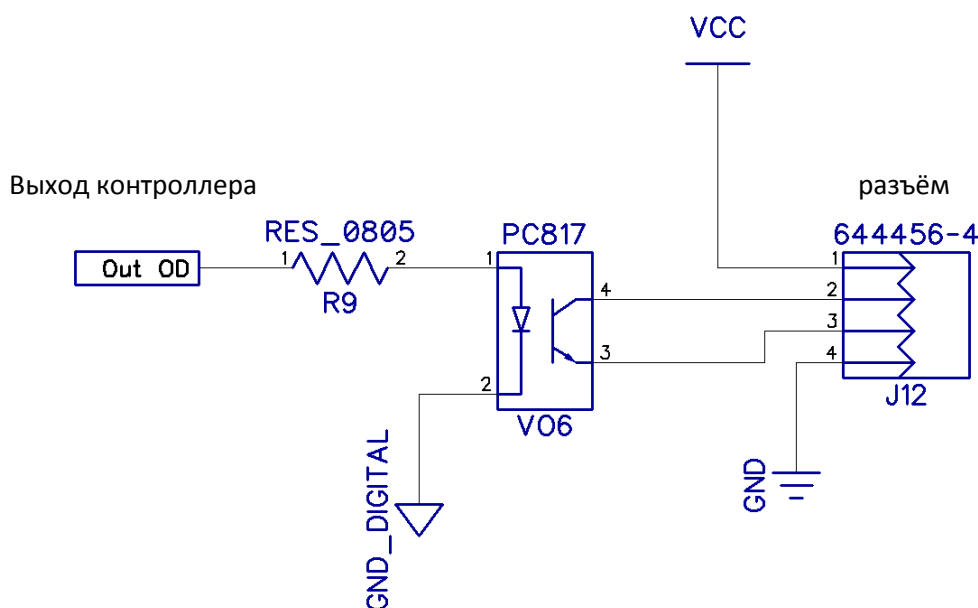 VCC
Выход контроллера
разъём
RES_0805
PC817
644456-4
Out OD
1
2
R9
1
2
4
3
VO6
1
2
3
4
J12
GND_DIGITAL
GND